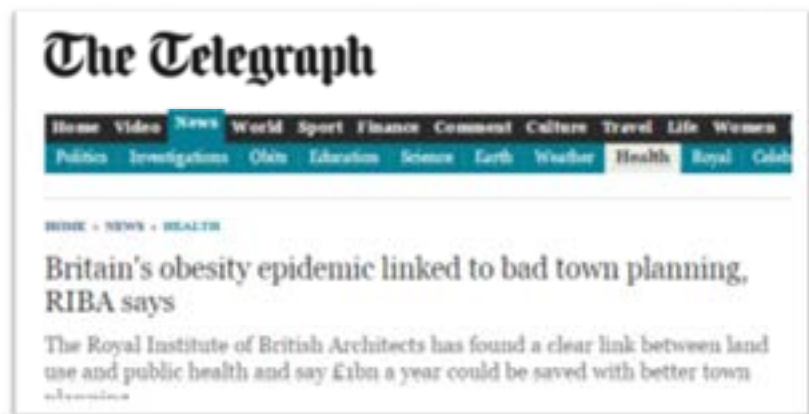 The Telegraph
Home Video News World Sport Finance Comment Culture Travel Life Women
Politics Investigations Obits Education Science Earth Weather Health Royal Celeb
HOME » NEWS » HEALTH
Britain's obesity epidemic linked to bad town planning,
RIBA says
The Royal Institute of British Architects has found a clear link between land
use and public health and say £1bn a year could be saved with better town